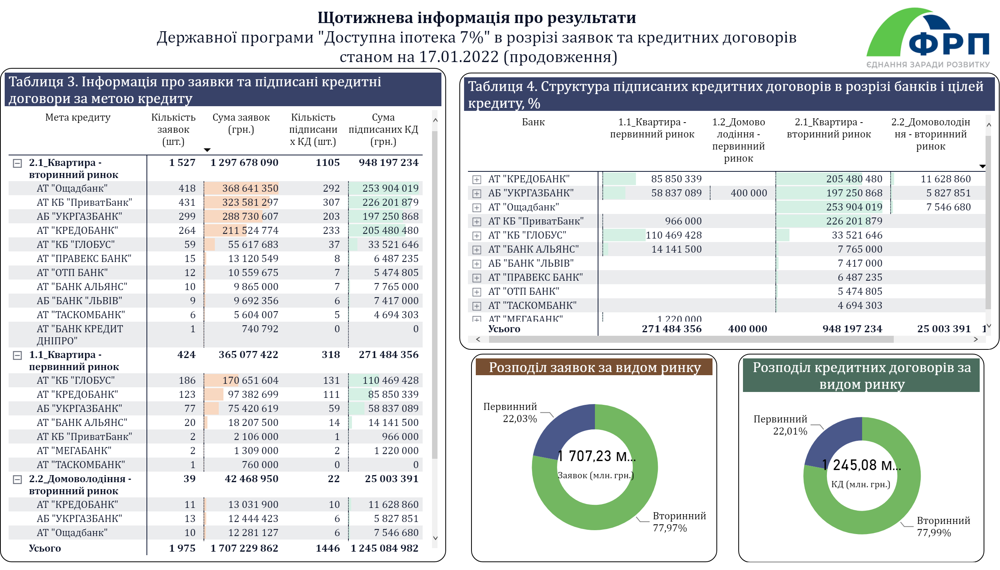 Щотижнева інформація про результати
Державної програми "Доступна іпотека 7%" в розрізі заявок та кредитних договорів
станом на 17.01.2022 (продовження)
ФРП
ЄДНАННЯ ЗАРАДИ РОЗВИТКУ
Таблиця 3. Інформація про заявки та підписані кредитні
договори за метою кредиту
Мета кредиту Кількість Сума заявок Кількість Сума
заявок (грн.) підписани підписаних КД
(шт.) х КД (шт.) (грн.)
2.1_Квартира - 1 527 1 297 678 090 1105 948 197 234
вторинний ринок
АТ "Ощадбанк" 418 368 641 350 292 253 904 019
АТ КБ "ПриватБанк" 431 323 581 297 307 226 201 879
АБ "УКРГАЗБАНК" 299 288 730 607 203 197 250 868
АТ "КРЕДОБАНК" 264 211 524 774 233 205 480 480
АТ "КБ "ГЛОБУС" 59 55 617 683 37 33 521 646
АТ "ПРАВЕКС БАНК" 15 13 120 549 8 6 487 235
АТ "ОТП БАНК" 12 10 559 675 7 5 474 805
АТ "БАНК АЛЬЯНС" 10 9 865 000 7 7 765 000
АБ "БАНК "ЛЬВІВ" 9 9 692 356 6 7 417 000
АТ "ТАСКОМБАНК" 6 5 604 007 5 4 694 303
АТ "БАНК КРЕДИТ 1 740 792 0 0
ДНІПРО"
1.1_Квартира - 424 365 077 422 318 271 484 356
первинний ринок
АТ "КБ "ГЛОБУС" 186 170 651 604 131 110 469 428
АТ "КРЕДОБАНК" 123 97 382 699 111 85 850 339
АБ "УКРГАЗБАНК" 77 75 420 619 59 58 837 089
АТ "БАНК АЛЬЯНС" 20 18 207 500 14 14 141 500
АТ КБ "ПриватБанк" 2 2 106 000 1 966 000
АТ "МЕГАБАНК" 2 1 309 000 2 1 220 000
АТ "ТАСКОМБАНК" 1 760 000 0 0
2.2_Домоволодіння - 39 42 468 950 22 25 003 391
вторинний ринок
АТ "КРЕДОБАНК" 11 13 031 900 10 11 628 860
АБ "УКРГАЗБАНК" 13 12 444 423 6 5 827 851
АТ "Ощадбанк" 10 12 281 127 6 7 546 680
Усього 1 975 1 707 229 862 1446 1 245 084 982
Таблиця 4. Структура підписаних кредитних договорів в розрізі банків і цілей
кредиту, %
Банк 1.1_Квартира - 1.2_Домово 2.1_Квартира - 2.2_Домоволодін
первинний ринок лодіння - вторинний ринок ня - вторинний
первинний ринок
ринок
АТ "КРЕДОБАНК" 85 850 339 205 480 480 11 628 860
АБ "УКРГАЗБАНК" 58 837 089 400 000 197 250 868 5 827 851
АТ "Ощадбанк" 253 904 019 7 546 680
АТ КБ "ПриватБанк" 966 000 226 201 879
АТ "КБ "ГЛОБУС" 110 469 428 33 521 646
АТ "БАНК АЛЬЯНС" 14 141 500 7 765 000
АБ "БАНК "ЛЬВІВ" 7 417 000
АТ "ПРАВЕКС БАНК" 6 487 235
АТ "ОТП БАНК" 5 474 805
АТ "ТАСКОМБАНК" 4 694 303
АТ "МЕГАБАНК" 1 220 000
Усього 271 484 356 400 000 948 197 234 25 003 391 1
Розподіл заявок за видом ринку
Первинний
22,03%
1 707,23 м...
Заявок (млн. грн.)
Вторинний
77,97%
Розподіл кредитних договорів за
видом ринку
Первинний
22,01%
1 245,08 м...
КД (млн. грн.)
Вторинний
77,99%